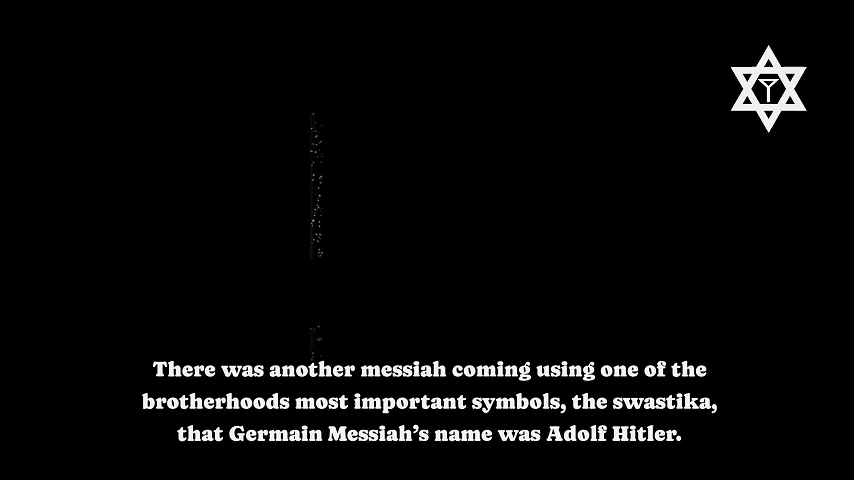 There was another messiah coming using one of the
brotherhoods most important symbols, the swastika,
that Germain Messiah's name was Adolf Hitler.